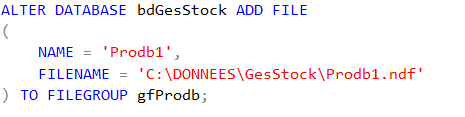 ALTER DATABASE bdGesStock ADD FILE
(
    NAME = 'Prodb1',
    FILENAME = 'C:\DONNEES\GesStock\Prodb1.ndf'
) TO FILEGROUP gfProdb;